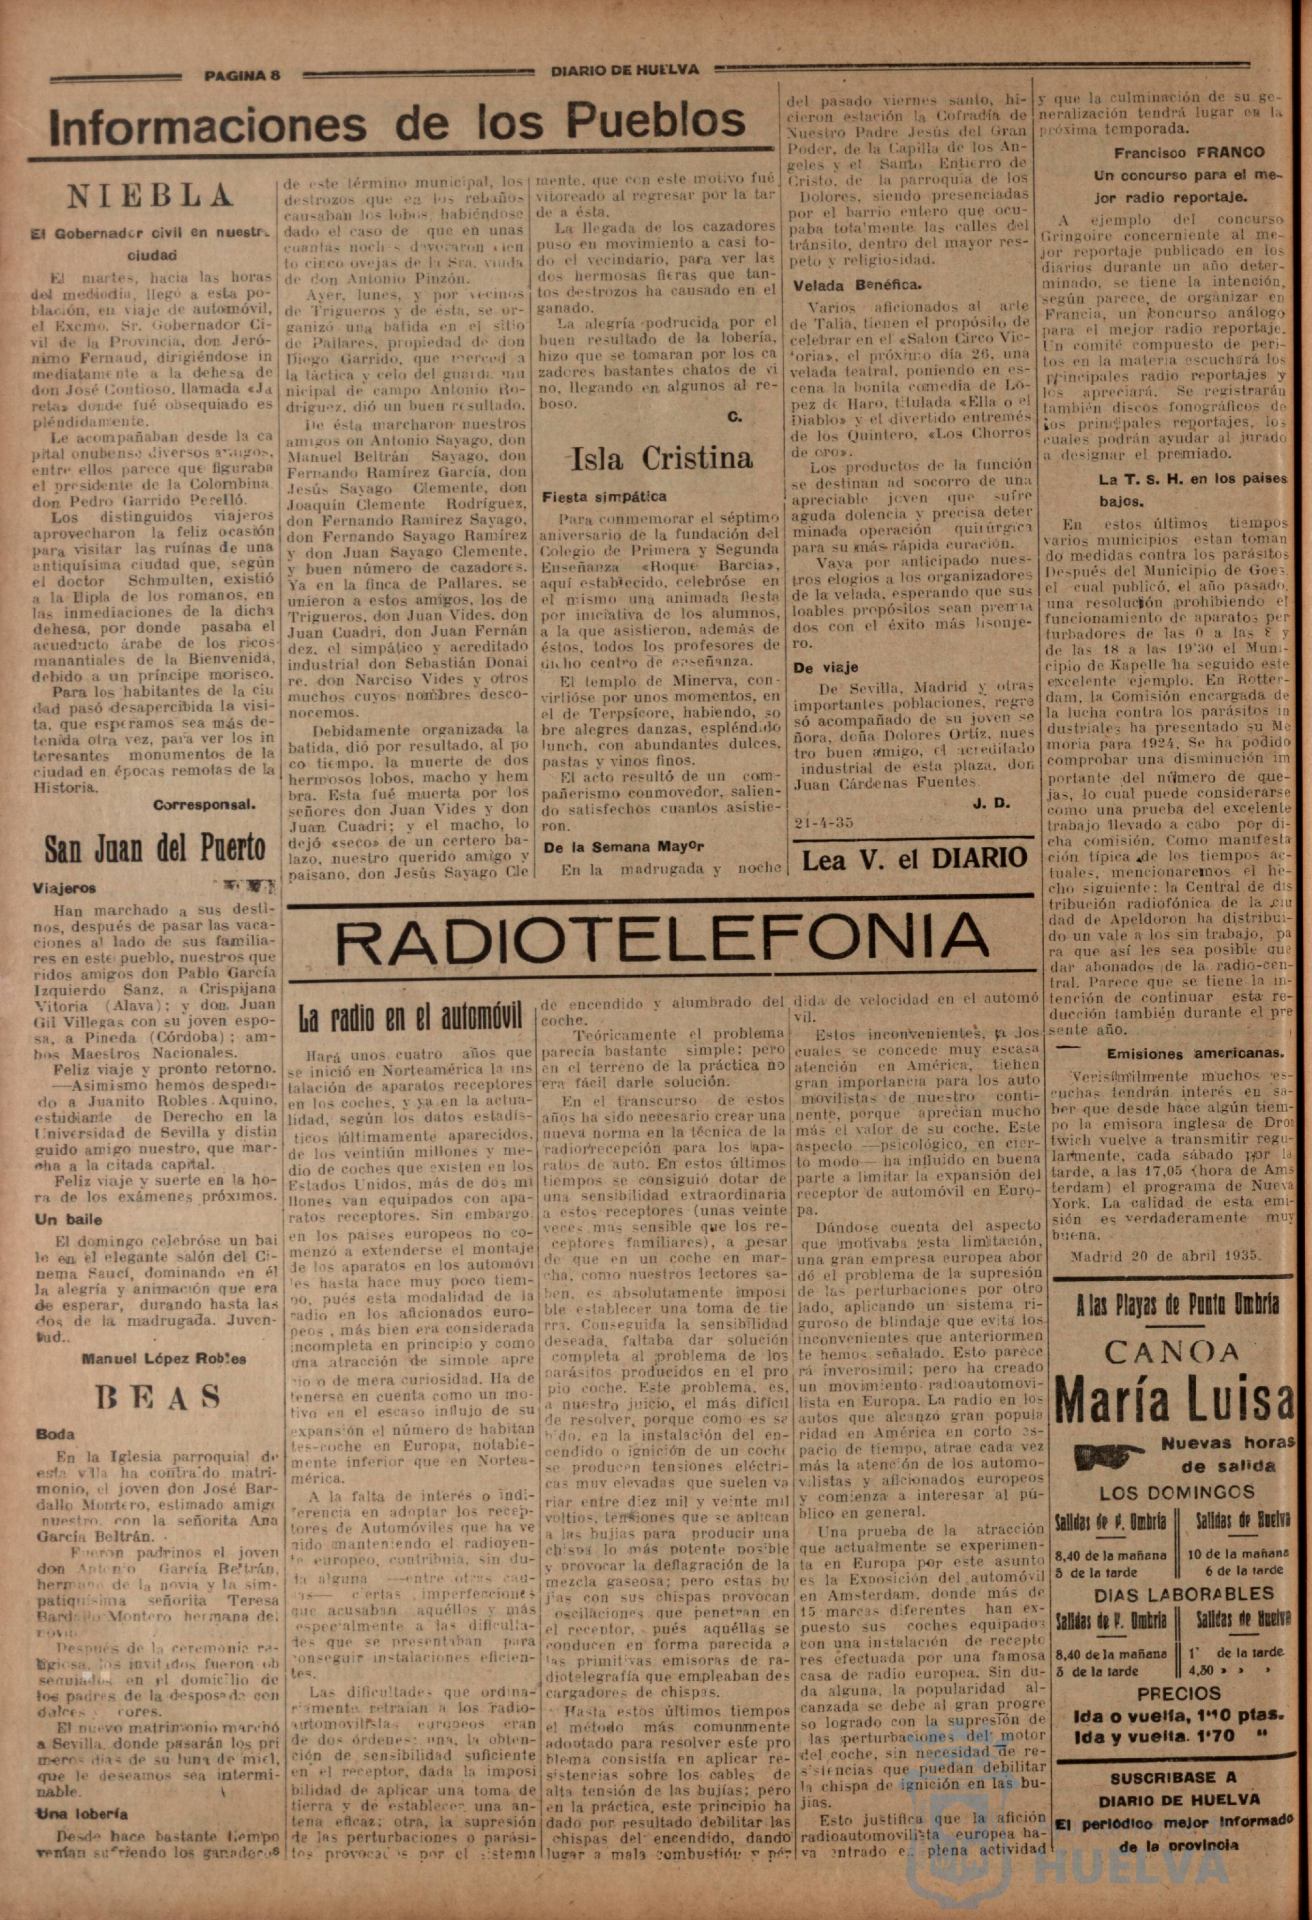 PAGINA 8
DIARIO DE HUELVA
Informaciones de los Pueblos
NIEBLA
El Gobernador civil en nuestra
ciudad
El martes, hacia las horas
del mediodía, llegó a esta po-
blación, en viaje de automóvil,
el Excmo. Sr. Gobernador Ci-
vil de la Provincia, don Jeró-
nimo Fernaud, dirigiéndose in
mediatamente a la dehesa de
don José Contioso, llamada «Ja
reta» donde fué obsequiado es
pléndidamente.
Le acompañaban desde la ca
pital onubense diversos amigos,
entre ellos parece que figuraba
el presidente de la Colombina
don Pedro Garrido Perelló.
Los distinguidos viajeros
aprovecharon la feliz ocasión
para visitar las ruínas de una
antiquísima ciudad que, según
el doctor Schmulten, existió
a la Ilipla de los romanos, en
las inmediaciones de la dicha
dehesa, por donde pasaba el
acueducto árabe de los ricos
manantiales de la Bienvenida,
debido a un príncipe morisco.
Para los habitantes de la ciu
dad pasó desapercibida la visi-
ta, que esperamos sea más de-
tenida otra vez, para ver los in
teresantes monumentos de la
ciudad en épocas remotas de la
Historia.
Corresponsal.
San Juan del Puerto
Viajeros
Han marchado a sus desti-
nos, después de pasar las vaca-
ciones al lado de sus familia-
res en este pueblo, nuestros que
ridos amigos don Pablo García
Izquierdo Sanz, a Crispijana
Vitoria (Alava); y don Juan
Gil Villegas con su joven espo-
sa, a Pineda (Córdoba); am-
bos Maestros Nacionales.
Feliz viaje y pronto retorno.
—Asimismo hemos despedi-
do a Juanito Robles Aquino,
estudiante de Derecho en la
Universidad de Sevilla y distin
guido amigo nuestro, que mar-
cha a la citada capital.
Feliz viaje y suerte en la ho-
ra de los exámenes próximos.
Un baile
El domingo celebróse un bai
le en el elegante salón del Ci-
nema Saucí, dominando en él
la alegría y animación que era
de esperar, durando hasta las
dos de la madrugada. Juven-
tud..
Manuel López Robles
BEAS
Boda
En la Iglesia parroquial de
esta villa ha contraido matri-
monio, el joven don José Bar-
dallo Montero, estimado amigo
nuestro, con la señorita Ana
García Beltrán.
Fueron padrinos el joven
don Antonio García Beltrán,
hermano de la novia y la sim-
patiquísima señorita Teresa
Bardallo Montero hermana del
novio.
Después de la ceremonia re-
ligiosa, los invitados fueron ob
sequiados en el domicilio de
los padres de la desposada con
dulces y licores.
El nuevo matrimonio marchó
a Sevilla, donde pasarán los pri
meros días de su luna de miel,
que le deseamos sea intermi-
nable.
Una lobería
Desde hace bastante tiempo
venían sufriendo los ganaderos
de este término municipal, los
destrozos que en los rebaños
causaban los lobos, habiéndose
dado el caso de que en unas
cuantas noches devoraron cien
to cinco ovejas de la Sra. viuda
de don Antonio Pinzón.
Ayer, lunes, y por vecinos
de Trigueros y de ésta, se or-
ganizó una batida en el sitio
de Pallares, propiedad de don
Diego Garrido, que merced a
la táctica y celo del guarda mu
nicipal de campo Antonio Ro-
dríguez, dió un buen resultado.
De ésta marcharon nuestros
amigos on Antonio Sayago, don
Manuel Beltrán Sayago, don
Fernando Ramírez García, don
Jesús Sayago Clemente, don
Joaquín Clemente Rodríguez,
don Fernando Ramirez Sayago,
don Fernando Sayago Ramírez
y don Juan Sayago Clemente,
y buen número de cazadores.
Ya en la finca de Pallares, se
unieron a estos amigos, los de
Trigueros, don Juan Vides, don
Juan Cuadri, don Juan Fernán
dez, el simpático y acreditado
industrial don Sebastián Donai
re, don Narciso Vides y otros
muchos cuyos nombres desco-
nocemos.
Debidamente organizada la
batida, dió por resultado, al po
co tiempo, la muerte de dos
hermosos lobos, macho y hem
bra. Esta fué muerta por los
señores don Juan Vides y don
Juan Cuadri; y el macho, lo
dejó «seco» de un certero ba-
lazo, nuestro querido amigo y
paisano, don Jesús Sayago Cle
mente, que con este motivo fué
vitoreado al regresar por la tar
de a ésta.
La llegada de los cazadores
puso en movimiento a casi to-
do el vecindario, para ver las
dos hermosas fieras que tan-
tos destrozos ha causado en el
ganado.
La alegría podrucida por el
buen resultado de la lobería,
hizo que se tomaran por los ca
zadores bastantes chatos de vi
no, llegando en algunos al re-
boso.
C.
Isla Cristina
Fiesta simpática
Para conmemorar el séptimo
aniversario de la fundación del
Colegio de Primera y Segunda
Enseñanza «Roque Barcia»,
aquí establecido, celebróse en
el mismo una animada fiesta
por iniciativa de los alumnos,
a la que asistieron, además de
éstos, todos los profesores de
dicho centro de enseñanza.
El templo de Minerva, con-
virtióse por unos momentos, en
el de Terpsícore, habiendo, so
bre alegres danzas, espléndido
lunch, con abundantes dulces,
pastas y vinos finos.
El acto resultó de un com-
pañerismo conmovedor, salien-
do satisfechos cuantos asistie-
ron.
De la Semana Mayor
En la madrugada y noche
del pasado viernes santo, hi-
cieron estación la Cofradía de
Nuestro Padre Jesús del Gran
Poder, de la Capilla de los An-
geles y el Santo Entierro de
Cristo, de la parroquia de los
Dolores, siendo presenciadas
por el barrio entero que ocu-
paba totalmente las calles del
tránsito, dentro del mayor res-
peto y religiosidad.
Velada Benéfica.
Varios aficionados al arte
de Talía, tienen el propósito de
celebrar en el «Salon Circo Vic-
toria», el próximo día 26, una
velada teatral, poniendo en es-
cena la bonita comedia de Ló-
pez de Haro, titulada «Ella o el
Diablo» y el divertido entremés
de los Quintero, «Los Chorros
de oro».
Los productos de la función
se destinan ad socorro de una
apreciable joven que sufre
aguda dolencia y precisa deter
minada operación quirúrgica
para su más rápida curación.
Vaya por anticipado nues-
tros elogios a los organizadores
de la velada, esperando que sus
loables propósitos sean premia
dos con el éxito más lisonje-
ro.
De viaje
De Sevilla, Madrid y otras
importantes poblaciones, regre
só acompañado de su joven se
ñora, doña Dolores Ortíz, nues
tro buen amigo, el acreditado
industrial de esta plaza, don
Juan Cárdenas Fuentes.
J. D.
21-4-35
Lea V. el DIARIO
RADIOTELEFONIA
La radio en el automóvil
Hará unos cuatro años que
se inició en Norteamérica la ins
talación de aparatos receptores
en los coches, y ya en la actua-
lidad, según los datos estadís-
ticos últimamente aparecidos,
de los veintiún millones y me-
dio de coches que existen en los
Estados Unidos, más de dos mi
llones van equipados con apa-
ratos receptores. Sin embargo,
en los paises europeos no co-
menzó a extenderse el montaje
de los aparatos en los automóvi
les hasta hace muy poco tiem-
po, pués esta modalidad de la
radio en los aficionados euro-
peos, más bien era considerada
incompleta en principio y como
una atracción de simple apre
cio o de mera curiosidad. Ha de
tenerse en cuenta como un mo-
tivo en el escaso influjo de su
expansión el número de habitan
tes-coche en Europa, notable-
mente inferior que en Nortea-
mérica.
A la falta de interés o indi-
ferencia en adoptar los recep-
tores de Automóviles que ha ve
nido manteniendo el radioyen-
te europeo, contribuía, sin du-
da alguna —entre otras cau-
sas— ciertas imperfecciones
que acusaban aquéllos y más
especialmente a las dificulta-
des que se presentaban para
conseguir instalaciones eficien-
tes.
Las dificultades que ordina-
riamente retraían a los radio-
automovilistas europeos eran
de dos órdenes: una, la obten-
ción de sensibilidad suficiente
en el receptor, dada la imposi
bilidad de aplicar una toma de
tierra y de establecer una an-
tena eficaz; otra, la supresión
de las perturbaciones o parási-
tos provocados por el sistema
de encendido y alumbrado del
coche.
Teóricamente el problema
parecía bastante simple; pero
en el terreno de la práctica no
era fácil darle solución.
En el transcurso de estos
años ha sido necesario crear una
nueva norma en la técnica de la
radiorrecepción para los apa-
ratos de auto. En estos últimos
tiempos se consiguió dotar de
una sensibilidad extraordinaria
a estos receptores (unas veinte
veces mas sensible que los re-
ceptores familiares), a pesar
de que en un coche en mar-
cha, como nuestros lectores sa-
ben, es absolutamente imposi
ble establecer una toma de tie
rra. Conseguida la sensibilidad
deseada, faltaba dar solución
completa al problema de los
parásitos producidos en el pro
pio coche. Este problema, es,
a nuestro juicio, el más difícil
de resolver, porque como es sa
bido, en la instalación del en-
cendido o ignición de un coche
se producen tensiones eléctri-
cas muy elevadas que suelen va
riar entre diez mil y veinte mil
voltios, tensiones que se aplican
a las bujias para producir una
chispa lo más potente posible
y provocar la deflagración de la
mezcla gaseosa; pero estas bu
jías con sus chispas provocan
oscilaciones que penetran en
el receptor, pués aquéllas se
conducen en forma parecida a
las primitivas emisoras de ra-
diotelegrafía que empleaban des
cargadores de chispas.
Hasta estos últimos tiempos
el método más comunmente
adoptado para resolver este pro
blema consistía en aplicar re-
sistencias sobre los cables de
alta tensión de las bujías; pero
en la práctica, este principio ha
dado por resultado debilitar las
chispas del encendido, dando
lugar a mala combustión y pér
dida de velocidad en el automó
vil.
Estos inconvenientes, a los
cuales se concede muy escasa
atención en América, tienen
gran importancia para los auto
movilistas de nuestro conti-
nente, porque aprecian mucho
más el valor de su coche. Este
aspecto —psicológico, en cier-
to modo— ha influido en buena
parte a limitar la expansión del
receptor de automóvil en Euro-
pa.
Dándose cuenta del aspecto
que motivaba esta limitación,
una gran empresa europea abor
dó el problema de la supresión
de las perturbaciones por otro
lado, aplicando un sistema ri-
guroso de blindaje que evita los
inconvenientes que anteriormen
te hemos señalado. Esto parece
rá inverosimil; pero ha creado
un movimiento radioautomovi-
lista en Europa. La radio en los
autos que alcanzó gran popula
ridad en América en corto es-
pacio de tiempo, atrae cada vez
más la atención de los automo-
vilistas y aficionados europeos
y comienza a interesar al pú-
blico en general.
Una prueba de la atracción
que actualmente se experimen-
ta en Europa por este asunto
es la Exposición del automóvil
en Amsterdam, donde más de
15 marcas diferentes han ex-
puesto sus coches equipados
con una instalación de recepto
res efectuada por una famosa
casa de radio europea. Sin du-
da alguna, la popularidad al-
canzada se debe al gran progre
so logrado con la supresión de
las perturbaciones del motor
del coche, sin necesidad de re-
sistencias que puedan debilitar
la chispa de ignición en las bu-
jías.
Esto justifica que la afición
radioautomovilista europea ha-
ya entrado en plena actividad
y que la culminación de su ge-
neralización tendrá lugar en la
próxima temporada.
Francisco FRANCO
Un concurso para el me-
jor radio reportaje.
A ejemplo del concurso
Gringoire concerniente al me-
jor reportaje publicado en los
diarios durante un año deter-
minado, se tiene la intención,
según parece, de organizar en
Francia, un concurso análogo
para el mejor radio reportaje.
Un comité compuesto de peri-
tos en la materia escuchará los
principales radio reportajes y
los apreciará. Se registrarán
también discos fonográficos de
los principales reportajes, los
cuales podrán ayudar al jurado
a designar el premiado.
La T. S. H. en los paises
bajos.
En estos últimos tiempos
varios municipios estan toman
do medidas contra los parásitos
Después del Municipio de Goes,
el cual publicó, el año pasado,
una resolución prohibiendo el
funcionamiento de aparatos per
turbadores de las 0 a las 8 y
de las 18 a las 19'30 el Muni-
cipio de Kapelle ha seguido este
excelente ejemplo. En Rotter-
dam, la Comisión encargada de
la lucha contra los parásitos in
dustriales ha presentado su Me
moria para 1924. Se ha podido
comprobar una disminución im
portante del número de que-
jas, lo cual puede considerarse
como una prueba del excelente
trabajo llevado a cabo por di-
cha comisión. Como manifesta
ción típica de los tiempos ac-
tuales, mencionaremos el he-
cho siguiente: la Central de dis
tribución radiofónica de la ciu
dad de Apeldoron ha distribuí-
do un vale a los sin trabajo, pa
ra que así les sea posible que
dar abonados de la radio-cen-
tral. Parece que se tiene la in-
tención de continuar esta re-
ducción también durante el pre
sente año.
Emisiones americanas.
Verisímilmente muchos es-
cuchas tendrán interés en sa-
ber que desde hace algún tiem-
po la emisora inglesa de Droi
twich vuelve a transmitir regu-
larmente, cada sábado por la
tarde, a las 17,05 (hora de Ams
terdam) el programa de Nueva
York. La calidad de esta emi-
sión es verdaderamente muy
buena.
Madrid 20 de abril 1935.
A las Playas de Punta Umbría
CANOA
María Luisa
Nuevas horas
de salida
LOS DOMINGOS
Salidas de P. Umbría
Salidas de Huelva
8,40 de la mañana
10 de la mañana
5 de la tarde
6 de la tarde
DIAS LABORABLES
Salidas de P. Umbría
Salidas de Huelva
8,40 de la mañana
1' de la tarde
5 de la tarde
4,30 » » »
PRECIOS
Ida o vuelta, 1'10 ptas.
Ida y vuelta. 1'70 "
SUSCRIBASE A
DIARIO DE HUELVA
El periódico mejor informado
de la provincia
HUELVA